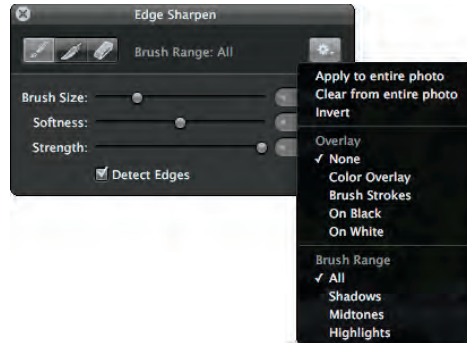 Edge Sharpen
Brush Range: All
Brush Size:
Softness:
Strength:
Detect Edges
Apply to entire photo
Clear from entire photo
Invert
Overlay
✓ None
Color Overlay
Brush Strokes
On Black
On White
Brush Range
✓ All
Shadows
Midtones
Highlights